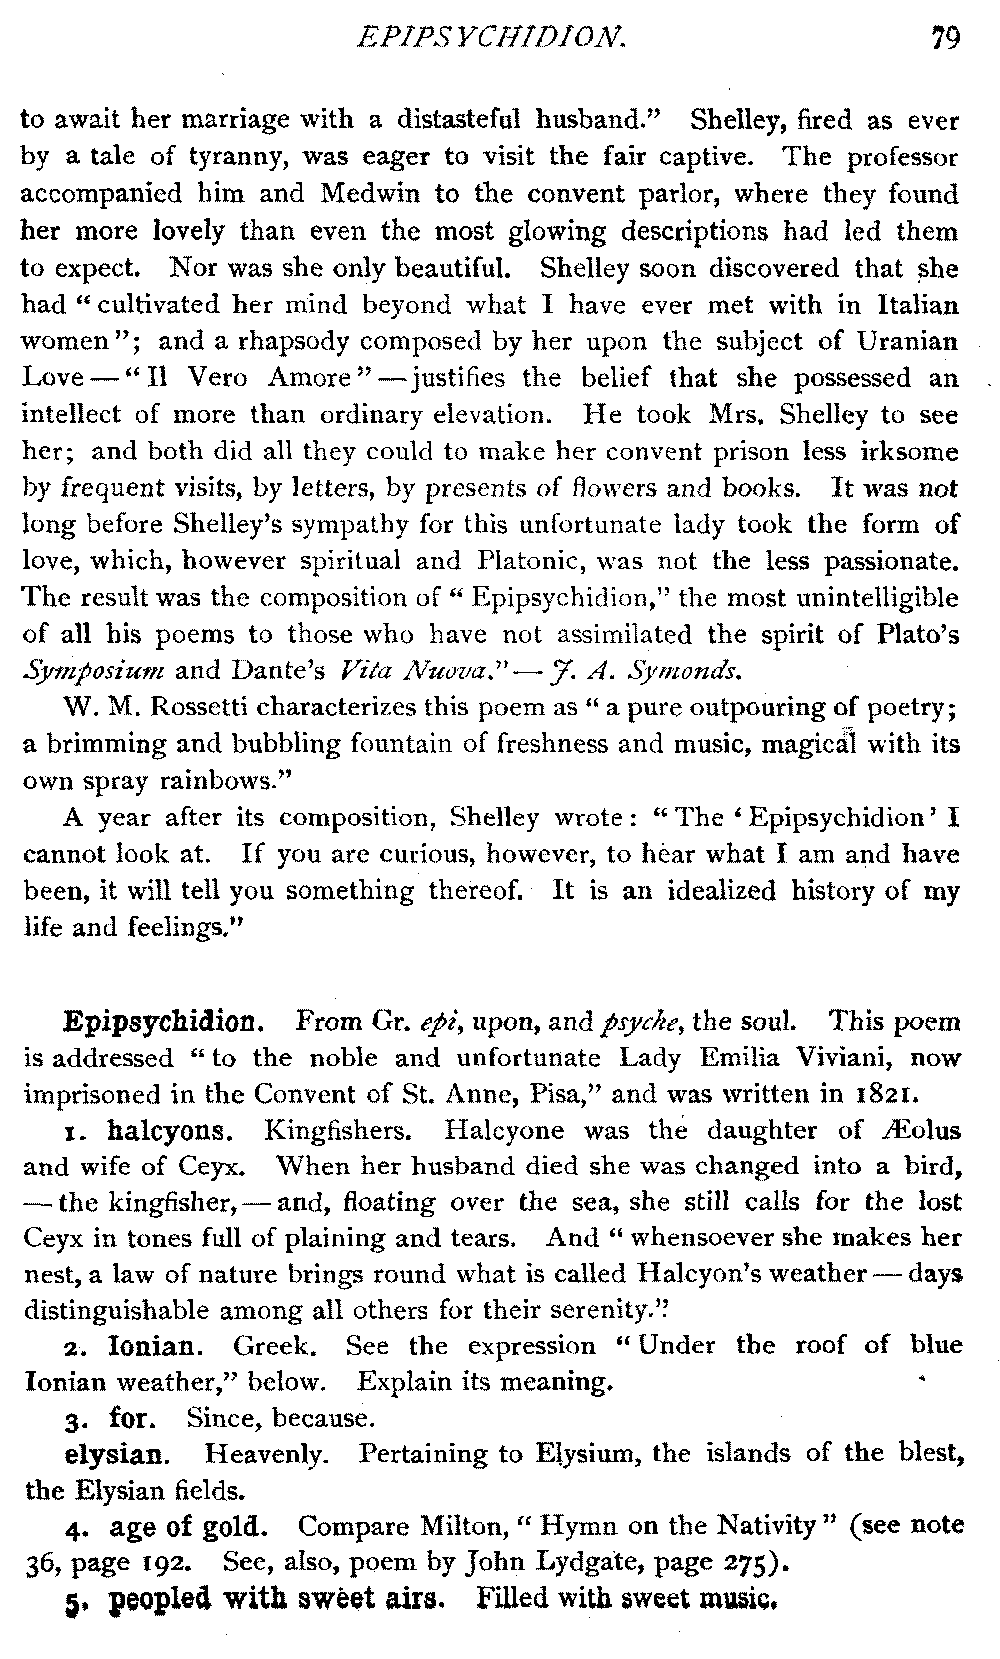 EPIPSYCHIDION. 79
to await her marriage with a distasteful husband.” Shelley, fired as ever
by a tale of tyranny, was eager to visit the fair captive. The professor
accompanied him and Medwin to the convent parlor, where they found
her more lovely than even the most glowing descriptions had led them
to expect. Nor was she only beautiful. Shelley soon discovered that she
had “cultivated her mind beyond what I have ever met with in Italian
women”; and a rhapsody composed by her upon the subject of Uranian
Love — “Il Vero Amore” — justifies the belief that she possessed an
intellect of more than ordinary elevation. He took Mrs. Shelley to see
her; and both did all they could to make her convent prison less irksome
by frequent visits, by letters, by presents of flowers and books. It was not
long before Shelley’s sympathy for this unfortunate lady took the form of
love, which, however spiritual and Platonic, was not the less passionate.
The result was the composition of “Epipsychidion,” the most unintelligible
of all his poems to those who have not assimilated the spirit of Plato’s
Symposium and Dante’s Vita Nuova.” — J. A. Symonds.
W. M. Rossetti characterizes this poem as “a pure outpouring of poetry;
a brimming and bubbling fountain of freshness and music, magical with its
own spray rainbows.”
A year after its composition, Shelley wrote: “The ‘Epipsychidion’ I
cannot look at. If you are curious, however, to hear what I am and have
been, it will tell you something thereof. It is an idealized history of my
life and feelings.”
Epipsychidion. From Gr. epi, upon, and psyche, the soul. This poem
is addressed “to the noble and unfortunate Lady Emilia Viviani, now
imprisoned in the Convent of St. Anne, Pisa,” and was written in 1821.
1. halcyons. Kingfishers. Halcyone was the daughter of Æolus
and wife of Ceyx. When her husband died she was changed into a bird,
— the kingfisher, — and, floating over the sea, she still calls for the lost
Ceyx in tones full of plaining and tears. And “whensoever she makes her
nest, a law of nature brings round what is called Halcyon’s weather — days
distinguishable among all others for their serenity.”
2. Ionian. Greek. See the expression “Under the roof of blue
Ionian weather,” below. Explain its meaning.
3. for. Since, because.
elysian. Heavenly. Pertaining to Elysium, the islands of the blest,
the Elysian fields.
4. age of gold. Compare Milton, “Hymn on the Nativity” (see note
36, page 192. See, also, poem by John Lydgate, page 275).
5. peopled with sweet airs. Filled with sweet music.